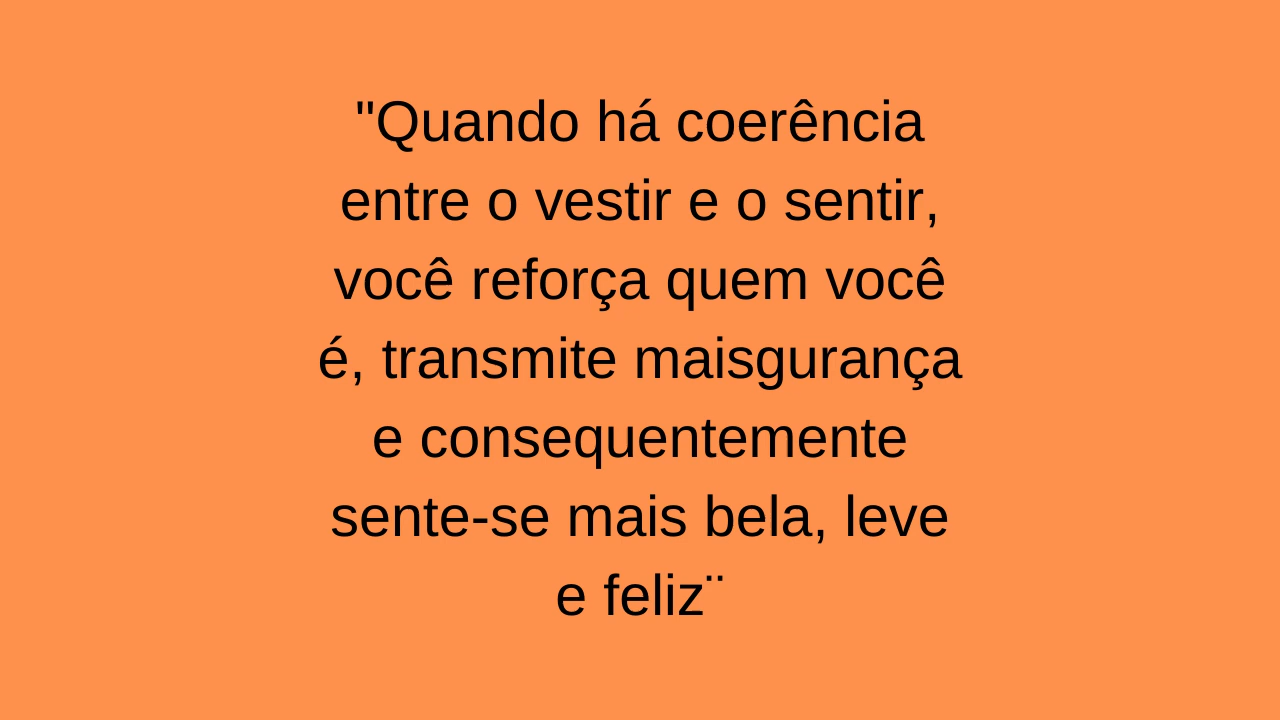 "Quando há coerência
entre o vestir e o sentir,
você reforça quem você
é, transmite maisgurança
e consequentemente
sente-se mais bela, leve
e feliz¨